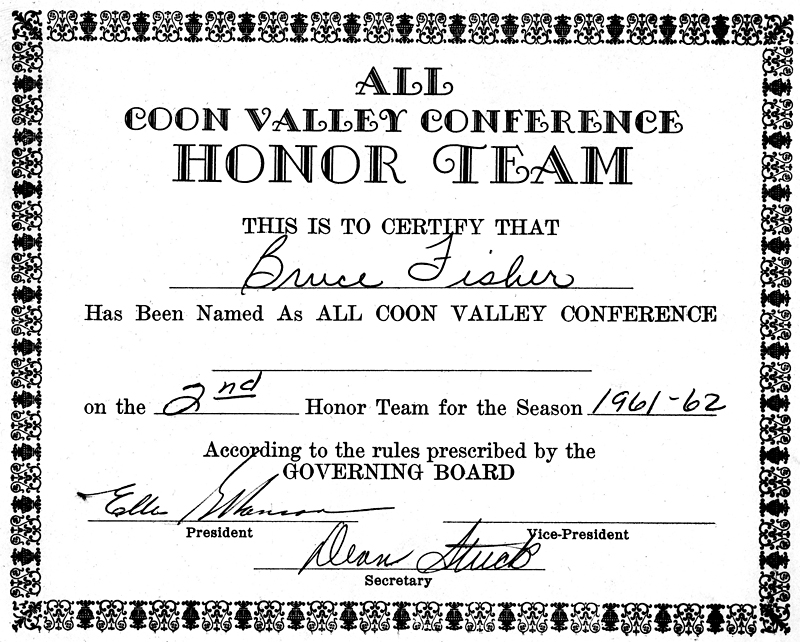 ALL
COON VALLEY CONFERENCE
HONOR TEAM
THIS IS TO CERTIFY THAT
Bruce Fisher
Has Been Named As ALL COON VALLEY CONFERENCE
on the 2nd Honor Team for the Season 1961-62
According to the rules prescribed by the
GOVERNING BOARD
President
Vice-President
Dean Stuck
Secretary